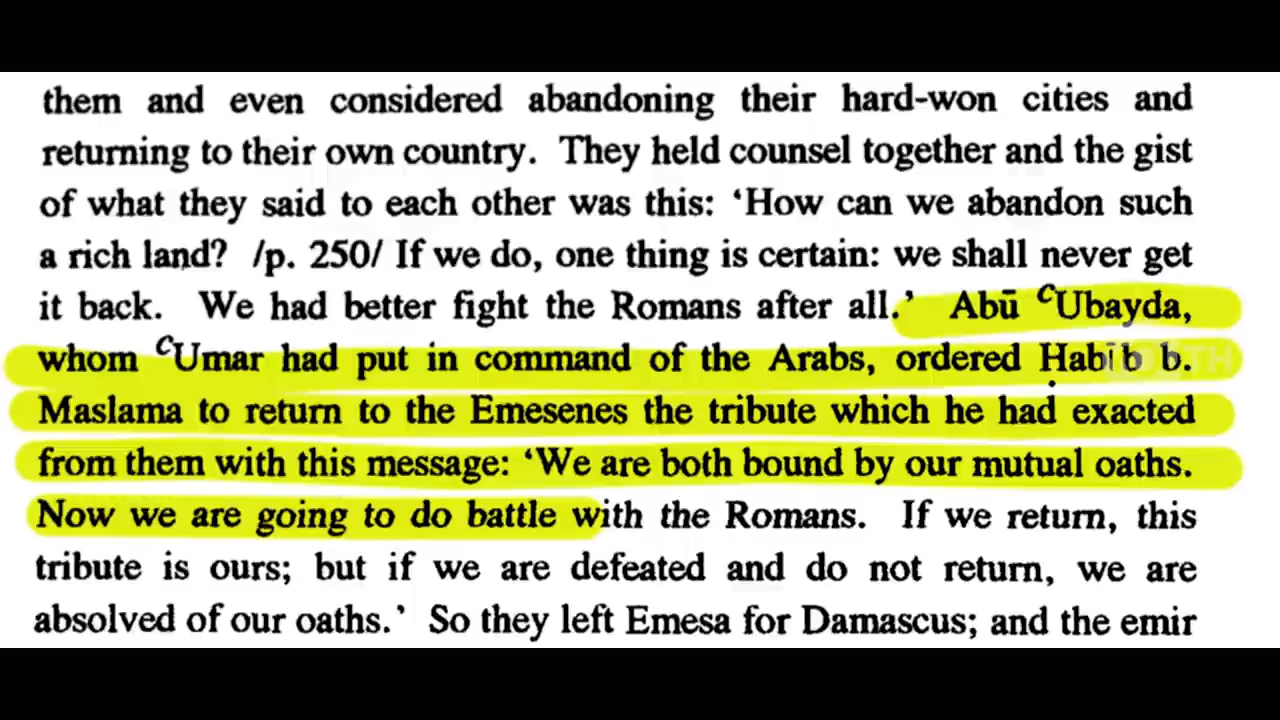 them and even considered abandoning their hard-won cities and
returning to their own country. They held counsel together and the gist
of what they said to each other was this: ‘How can we abandon such
a rich land? /p. 250/ If we do, one thing is certain: we shall never get
it back. We had better fight the Romans after all.’ Abū ᶜUbayda,
whom ᶜUmar had put in command of the Arabs, ordered Ḥabīb b.
Maslama to return to the Emesenes the tribute which he had exacted
from them with this message: ‘We are both bound by our mutual oaths.
Now we are going to do battle with the Romans. If we return, this
tribute is ours; but if we are defeated and do not return, we are
absolved of our oaths.’ So they left Emesa for Damascus; and the emir